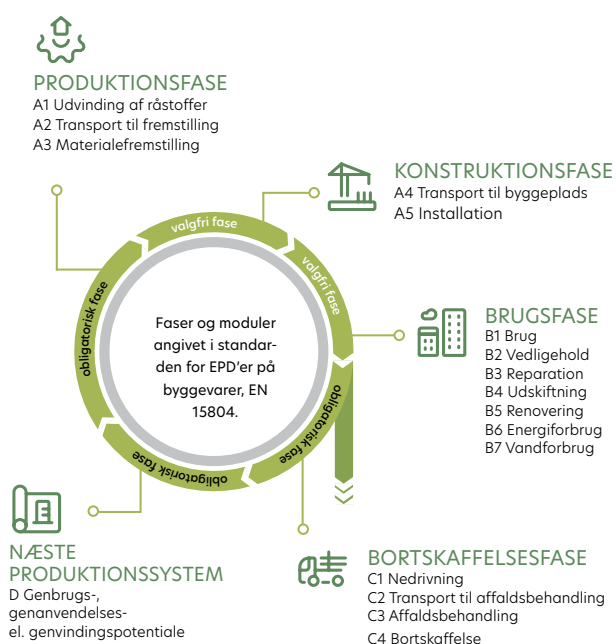 PRODUKTIONSFASE
A1 Udvinding af råstoffer
A2 Transport til fremstilling
A3 Materialefremstilling
KONSTRUKTIONSFASE
A4 Transport til byggeplads
A5 Installation
valgfri fase
valgfri fase
obligatorisk fase
obligatorisk fase
obligatorisk fase
Faser og moduler
angivet i standar-
den for EPD'er på
byggevarer, EN
15804.
BRUGSFASE
B1 Brug
B2 Vedligehold
B3 Reparation
B4 Udskiftning
B5 Renovering
B6 Energiforbrug
B7 Vandforbrug
NÆSTE
PRODUKTIONSSYSTEM
D Genbrugs-,
genanvendelses-
el. genvindingspotentiale
BORTSKAFFELSESFASE
C1 Nedrivning
C2 Transport til affaldsbehandling
C3 Affaldsbehandling
C4 Bortskaffelse